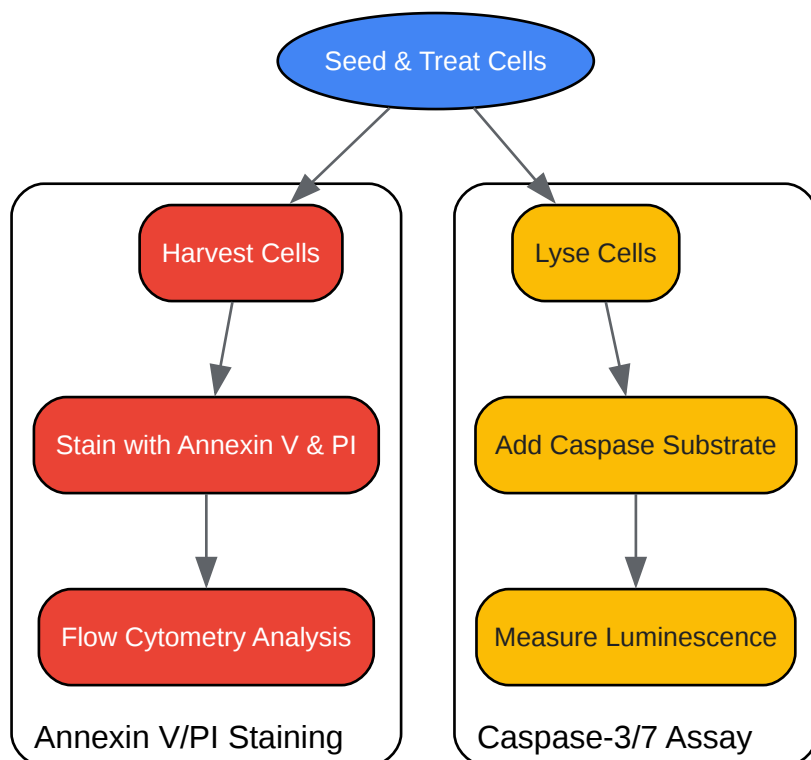 Seed & Treat Cells
Harvest Cells
Stain with Annexin V & PI
Flow Cytometry Analysis
Annexin V/PI Staining
Lyse Cells
Add Caspase Substrate
Measure Luminescence
Caspase-3/7 Assay